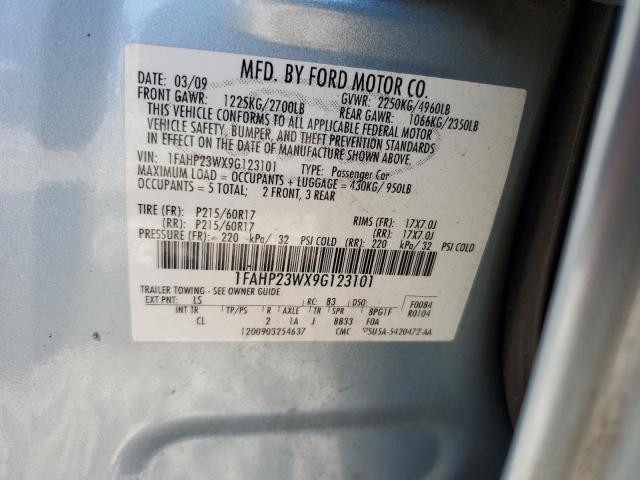 MFD. BY FORD MOTOR CO.
DATE: 03/09 GVWR: 2250KG/4960LB
FRONT GAWR: 1225KG/2700LB REAR GAWR: 1066KG/2350LB
THIS VEHICLE CONFORMS TO ALL APPLICABLE FEDERAL MOTOR
VEHICLE SAFETY, BUMPER, AND THEFT PREVENTION STANDARDS
IN EFFECT ON THE DATE OF MANUFACTURE SHOWN ABOVE.
VIN: 1FAHP23WX9G123101 TYPE: Passenger Car
MAXIMUM LOAD = OCCUPANTS + LUGGAGE = 430KG/950LB
OCCUPANTS = 5 TOTAL; 2 FRONT, 3 REAR
TIRE (FR): P215/60R17 RIMS (FR): 17X7.0J
(RR): P215/60R17 (RR): 17X7.0J
PRESSURE (FR) = 220 kPa/ 32 PSI COLD (RR): 220 kPa/ 32 PSI COLD
1FAHP23WX9G123101
TRAILER TOWING - SEE OWNER GUIDE
EXT PNT: LS RC: 83 DSO: F0084
INT TR TP/PS R AXLE TR SPR BPGTF R0104
CL 2 1A J BB33 F0A
1200903254637 CMC 5U5A-5420472-AA